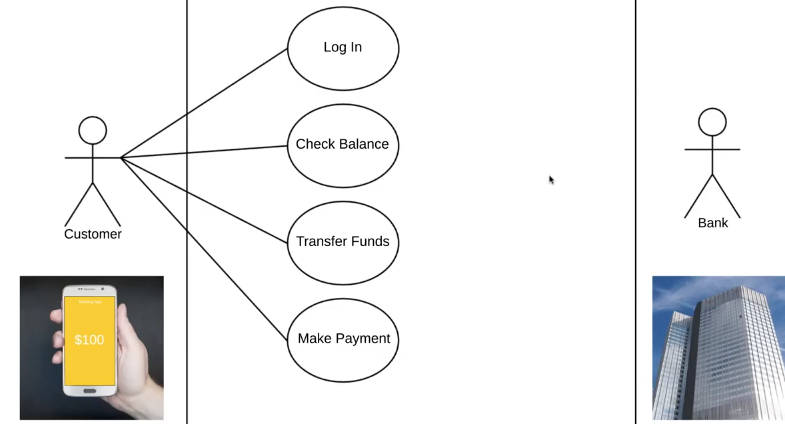 Log In
Check Balance
Transfer Funds
Make Payment
Customer
Bank
$100